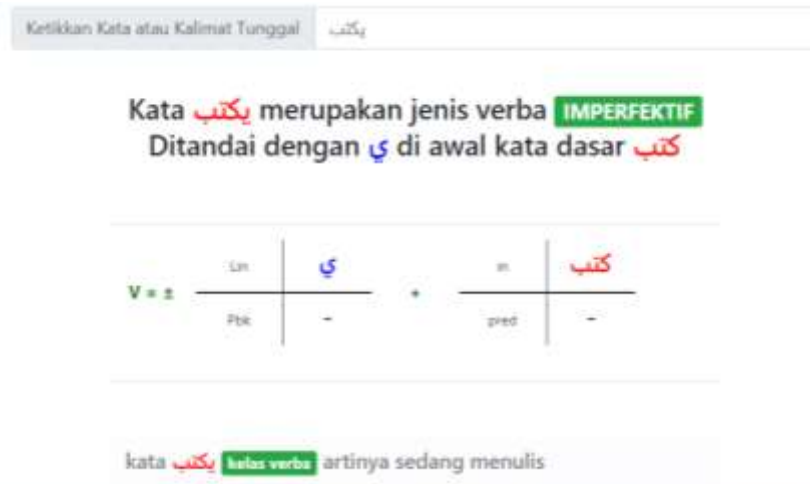 Ketikkan Kata atau Kalimat Tunggal يكتب
Kata يكتب merupakan jenis verba IMPERFEKTIF
Ditandai dengan ي di awal kata dasar كتب
Lin ي in كتب
V = ± +
Pbk - pred -
kata يكتب kelas verba artinya sedang menulis